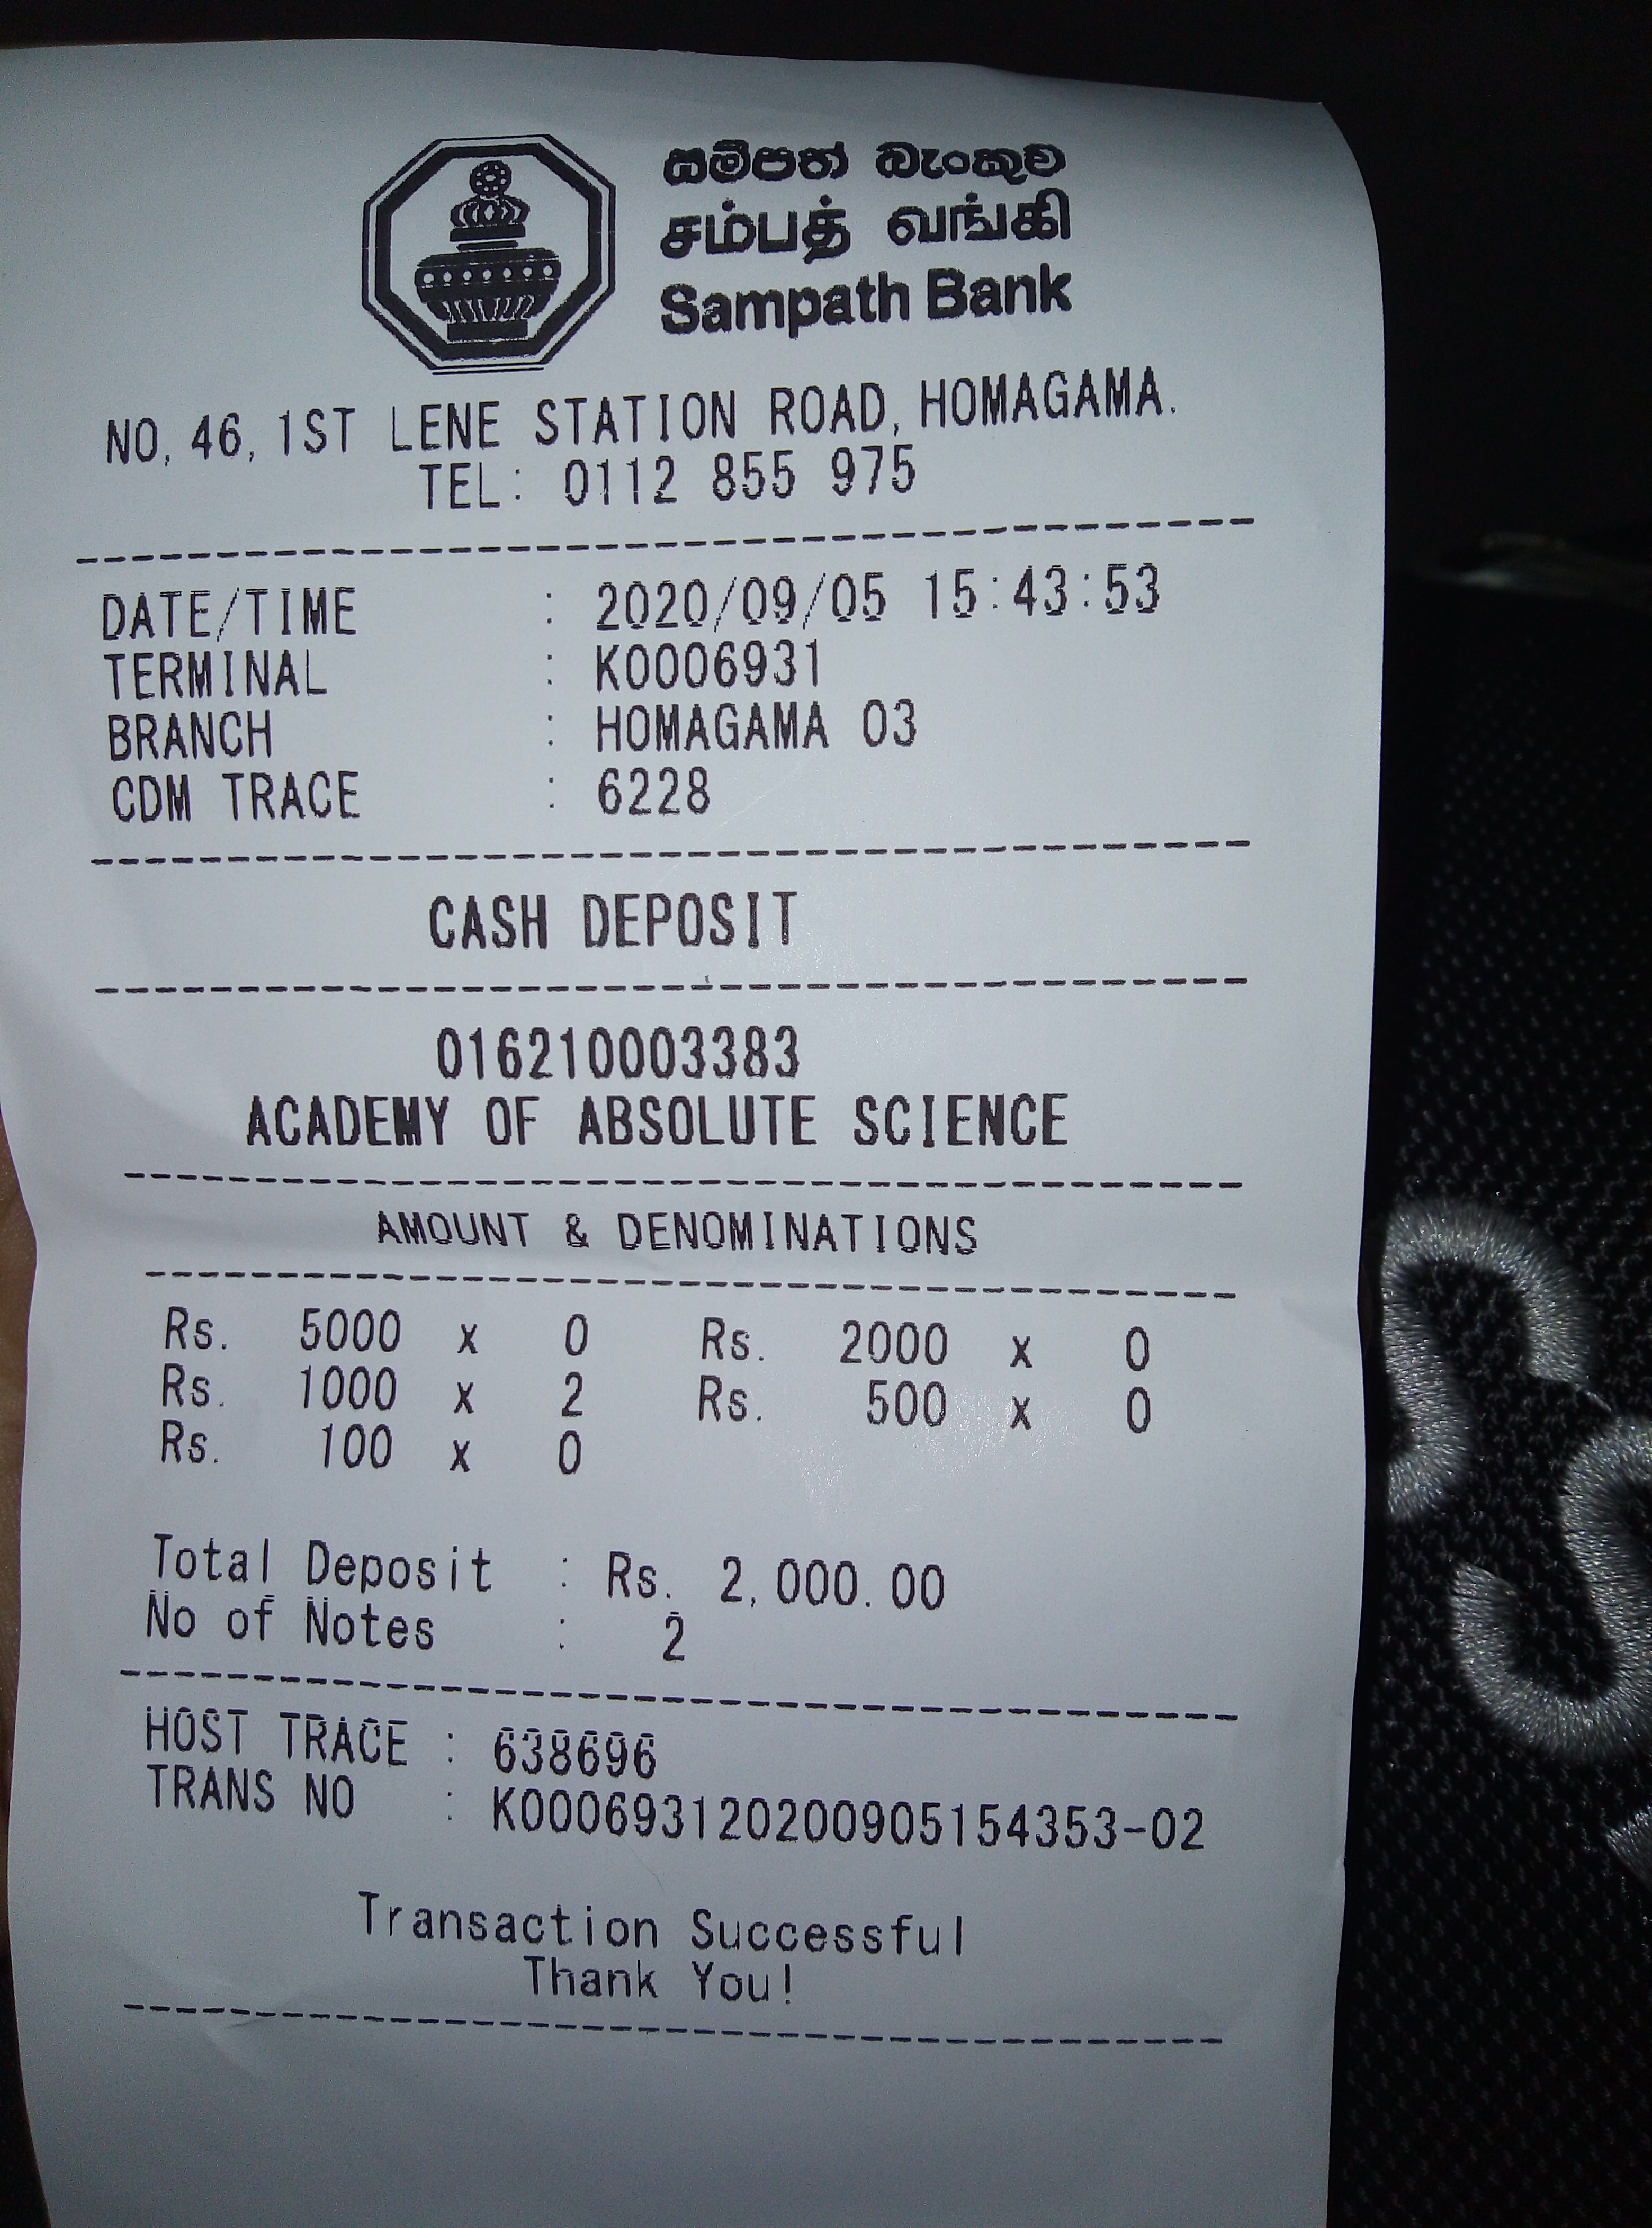 සම්පත් බැංකුව
சம்பத் வங்கி
Sampath Bank
NO, 46, 1ST LENE STATION ROAD, HOMAGAMA.
TEL: 0112 855 975
DATE/TIME : 2020/09/05 15:43:53
TERMINAL : K0006931
BRANCH : HOMAGAMA 03
CDM TRACE : 6228
CASH DEPOSIT
016210003383
ACADEMY OF ABSOLUTE SCIENCE
AMOUNT & DENOMINATIONS
Rs. 5000 x 0 Rs. 2000 x 0
Rs. 1000 x 2 Rs. 500 x 0
Rs. 100 x 0
Total Deposit : Rs. 2,000.00
No of Notes : 2
HOST TRACE : 638696
TRANS NO : K000693120200905154353-02
Transaction Successful
Thank You!